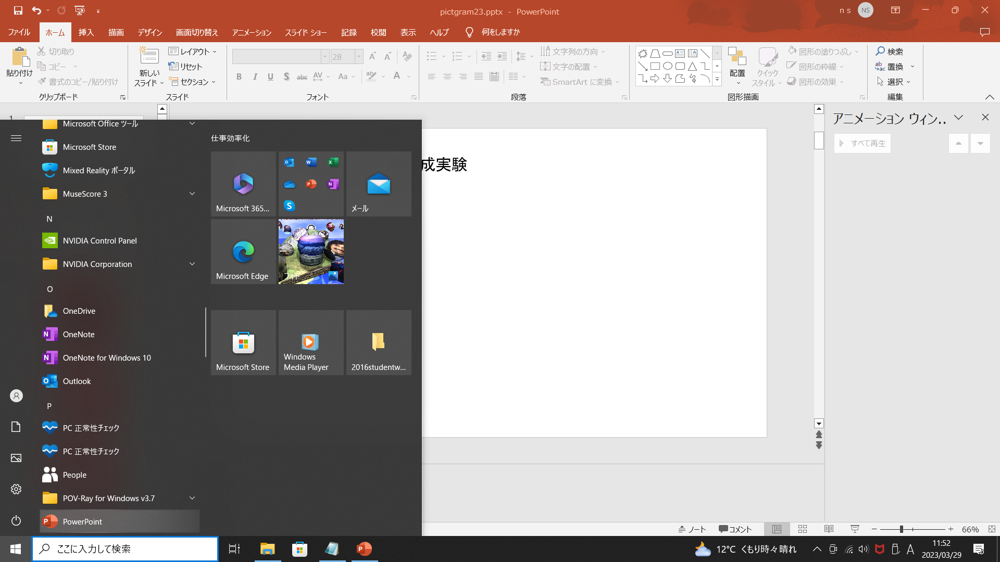 pictgram23.pptx - PowerPoint
n s
NS
ファイル
ホーム
挿入
描画
デザイン
画面切り替え
アニメーション
スライド ショー
記録
校閲
表示
ヘルプ
何をしますか
貼り付け
切り取り
コピー
書式のコピー/貼り付け
クリップボード
新しい
スライド
レイアウト
リセット
セクション
スライド
28
B I U S abc AV Aa A
フォント
文字列の方向
文字の配置
SmartArt に変換
段落
配置
クイック
スタイル
図形の塗りつぶし
図形の枠線
図形の効果
図形描画
検索
置換
選択
編集
1
アニメーション ウィン..
すべて再生
成実験
Microsoft Office ツール
Microsoft Store
Mixed Reality ポータル
MuseScore 3
N
NVIDIA Control Panel
NVIDIA Corporation
O
OneDrive
OneNote
OneNote for Windows 10
Outlook
P
PC 正常性チェック
PC 正常性チェック
People
POV-Ray for Windows v3.7
PowerPoint
仕事効率化
Microsoft 365...
メール
Microsoft Edge
フォト
Microsoft Store
Windows
Media Player
2016studentw...
ノート
コメント
66%
ここに入力して検索
12°C くもり時々晴れ
A
11:52
2023/03/29